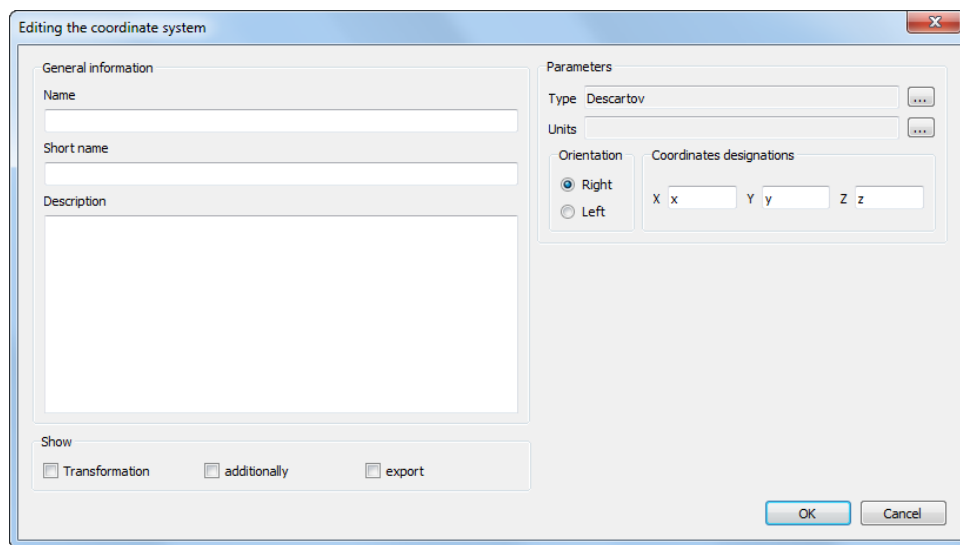 Editing the coordinate system
General information
Name
Short name
Description
Show
Transformation additionally export
Parameters
Type Descartov ...
Units ...
Orientation
Right
Left
Coordinates designations
X x Y y Z z
OK Cancel